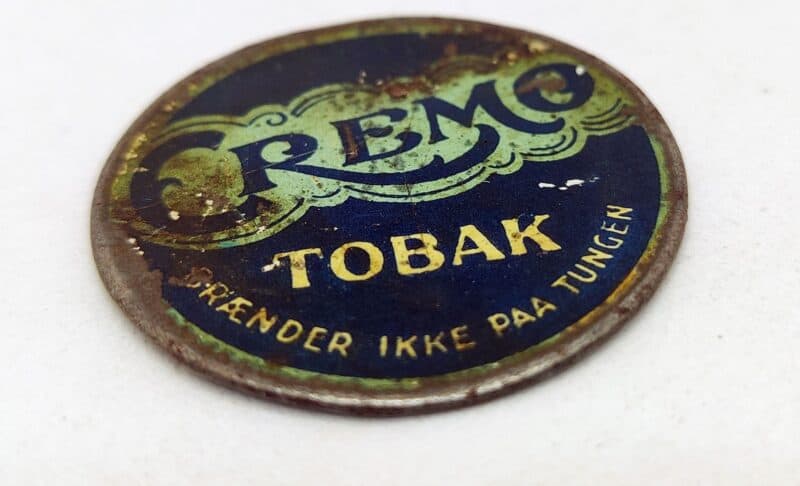 CREMO
TOBAK
BRÆNDER IKKE PAA TUNGEN